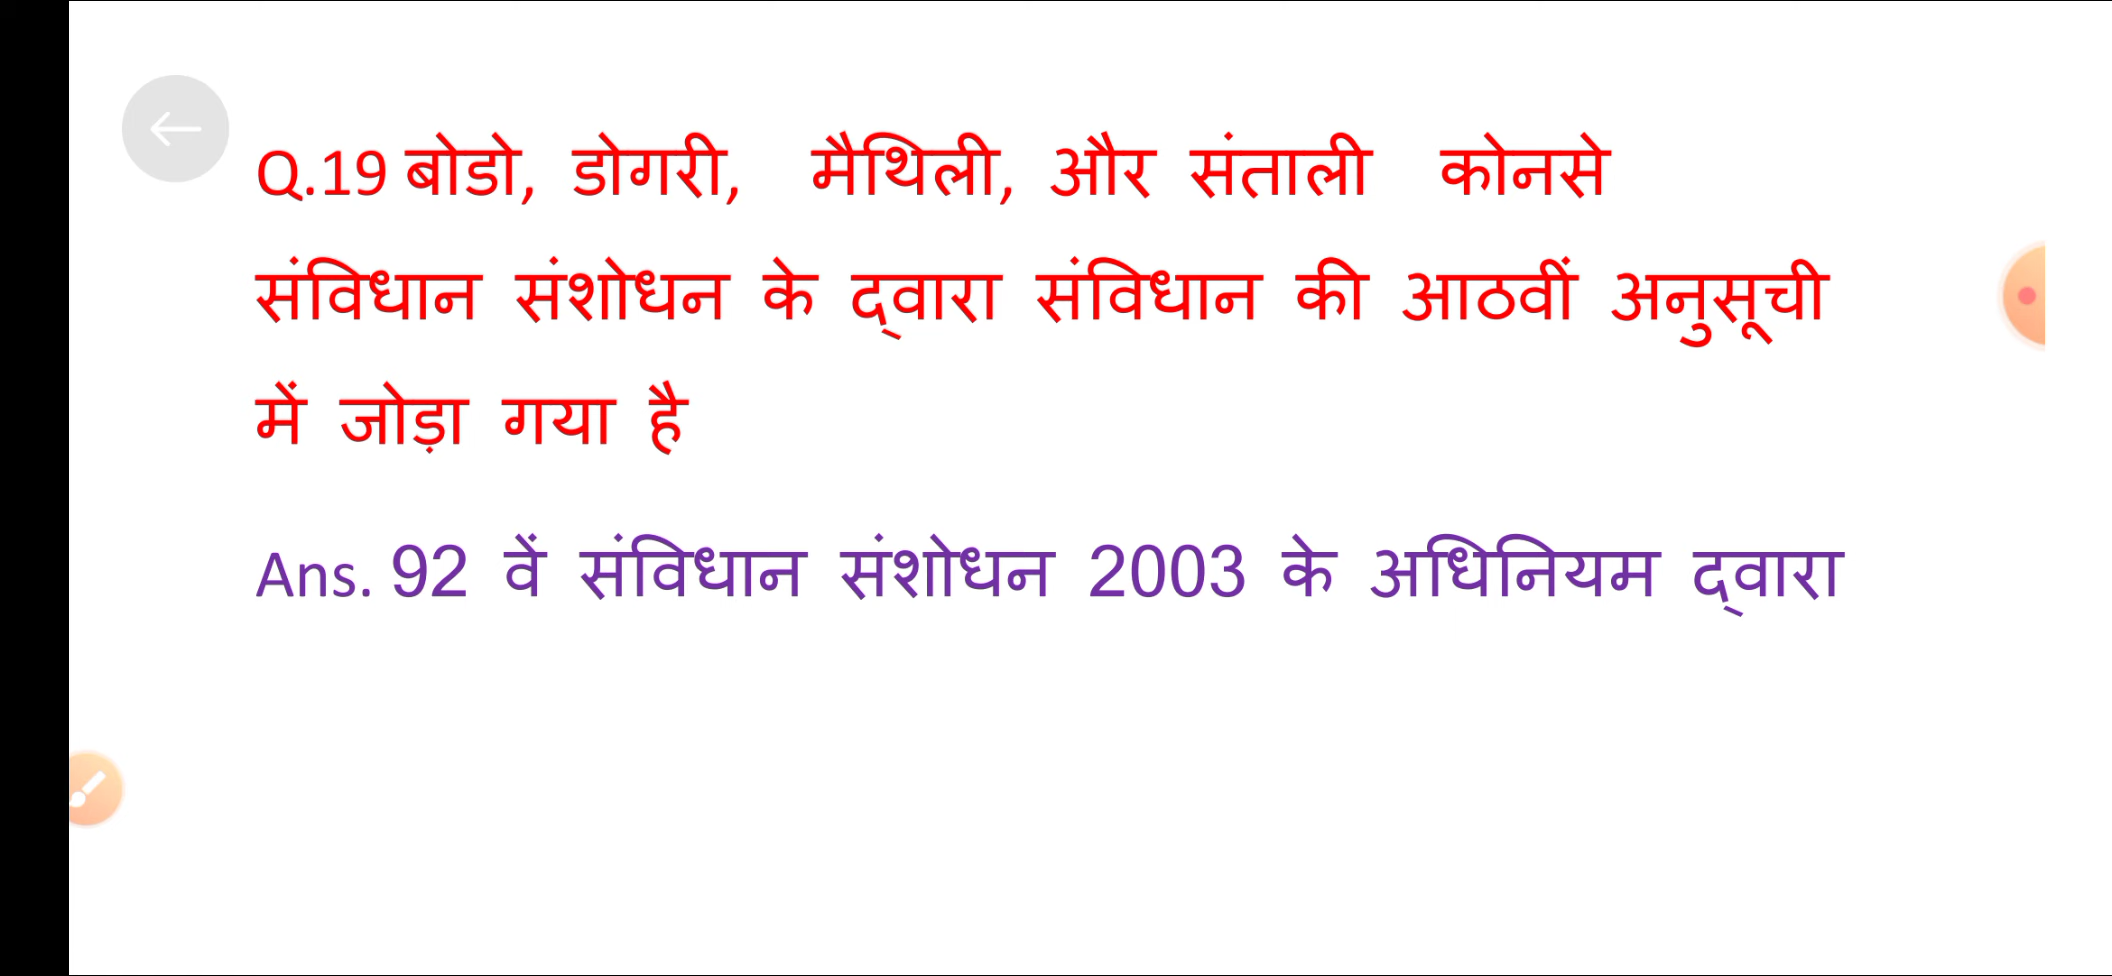 Q.19 बोडो, डोगरी, मैथिली, और संताली कोनसे
संविधान संशोधन के द्वारा संविधान की आठवीं अनुसूची
में जोड़ा गया है
Ans. 92 वें संविधान संशोधन 2003 के अधिनियम द्वारा